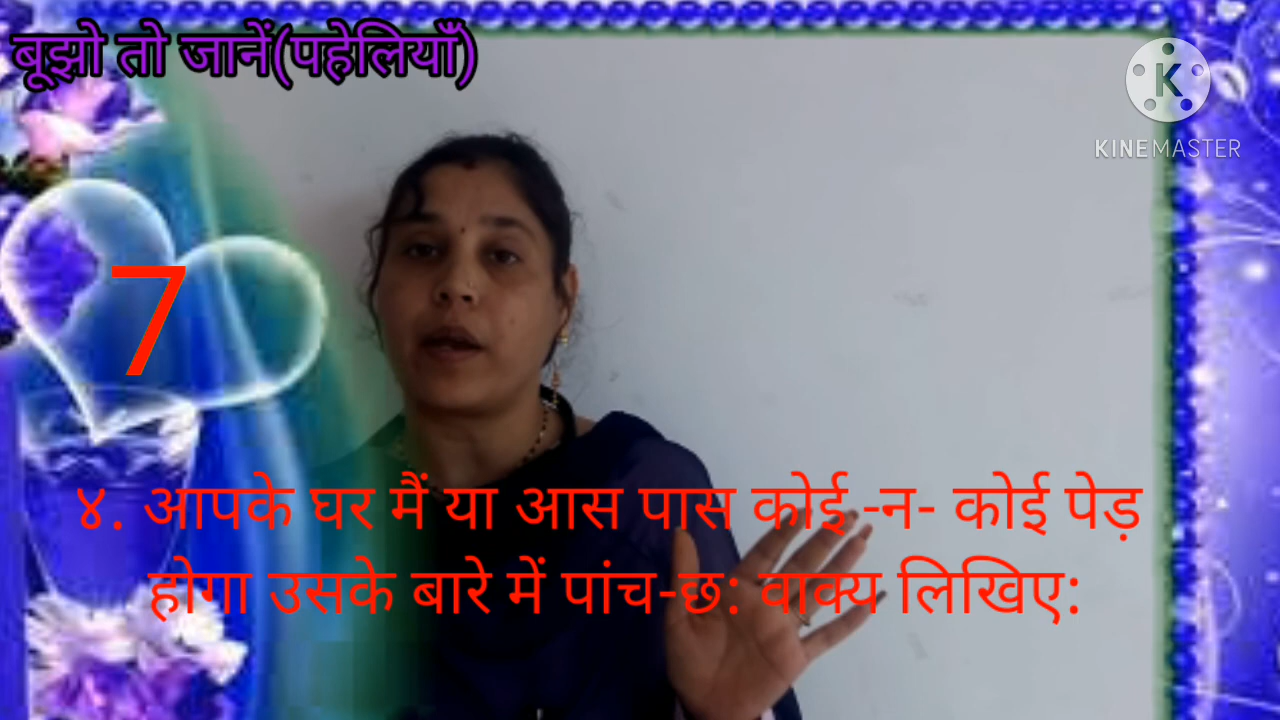 बूझो तो जानें(पहेलियाँ)
K
KINEMASTER
7
४. आपके घर मैं या आस पास कोई -न- कोई पेड़
होगा उसके बारे में पांच-छ: वाक्य लिखिए: